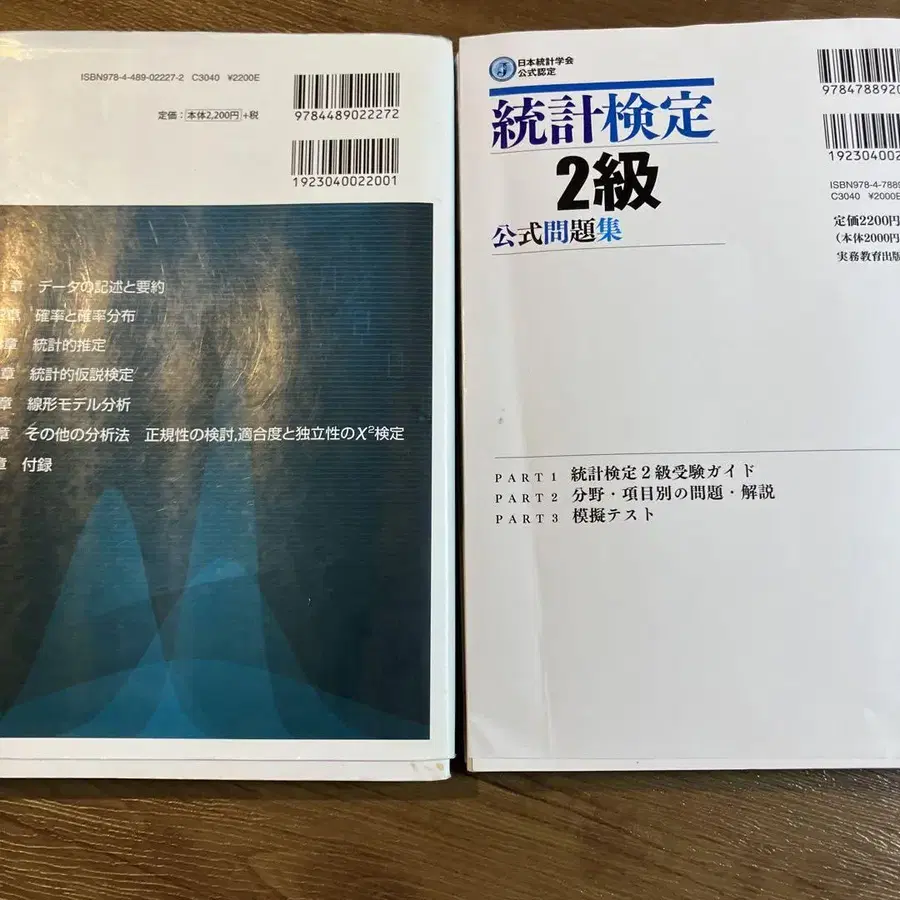 ISBN978-4-489-02227-2 C3040 ¥2200E
定価：本体2,200円+税
9784489022272
1923040022001
章 データの記述と要約
章 確率と確率分布
章 統計的推定
章 統計的仮説検定
章 線形モデル分析
章 その他の分析法 正規性の検討,適合度と独立性のχ²検定
章 付録
日本統計学会
公式認定
統計検定
2級
公式問題集
978478892
192304002
ISBN978-4-788
C3040 ¥2000E
定価2200円
（本体2000円
実務教育出版
PART 1 統計検定2級受験ガイド
PART 2 分野・項目別の問題・解説
PART 3 模擬テスト